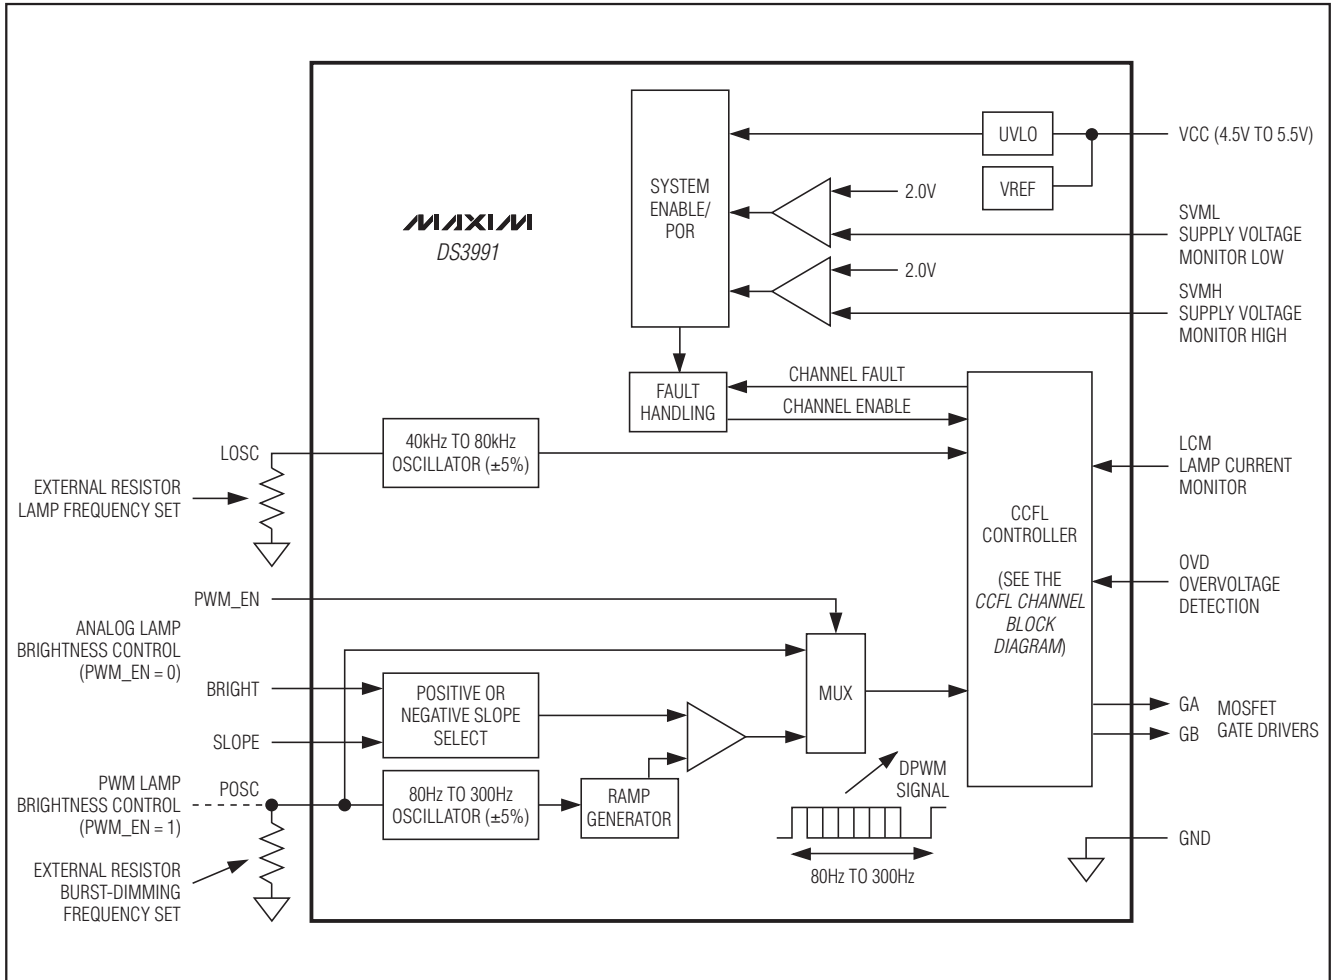 UVLO
VCC (4.5V TO 5.5V)
VREF
SYSTEM
ENABLE/
POR
2.0V
SVML
SUPPLY VOLTAGE
MONITOR LOW
MAXIM
DS3991
2.0V
SVMH
SUPPLY VOLTAGE
MONITOR HIGH
FAULT
HANDLING
CHANNEL FAULT
CHANNEL ENABLE
LOSC
40kHz TO 80kHz
OSCILLATOR (±5%)
EXTERNAL RESISTOR
LAMP FREQUENCY SET
LCM
LAMP CURRENT
MONITOR
CCFL
CONTROLLER
(SEE THE
CCFL CHANNEL
BLOCK
DIAGRAM)
OVD
OVERVOLTAGE
DETECTION
PWM_EN
ANALOG LAMP
BRIGHTNESS CONTROL
(PWM_EN = 0)
BRIGHT
SLOPE
POSITIVE OR
NEGATIVE SLOPE
SELECT
MUX
GA
GB
MOSFET
GATE DRIVERS
PWM LAMP
BRIGHTNESS CONTROL
(PWM_EN = 1)
POSC
80Hz TO 300Hz
OSCILLATOR (±5%)
RAMP
GENERATOR
DPWM
SIGNAL
80Hz TO 300Hz
GND
EXTERNAL RESISTOR
BURST-DIMMING
FREQUENCY SET